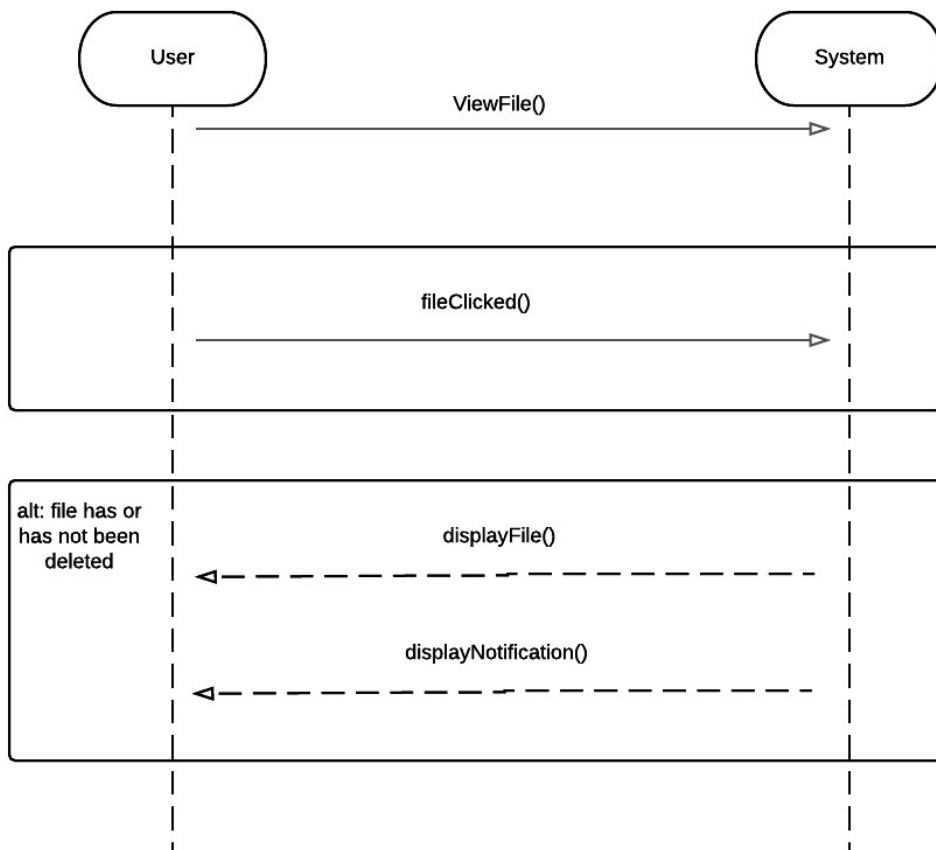 User
System
ViewFile()
fileClicked()
alt: file has or
has not been
deleted
displayFile()
displayNotification()